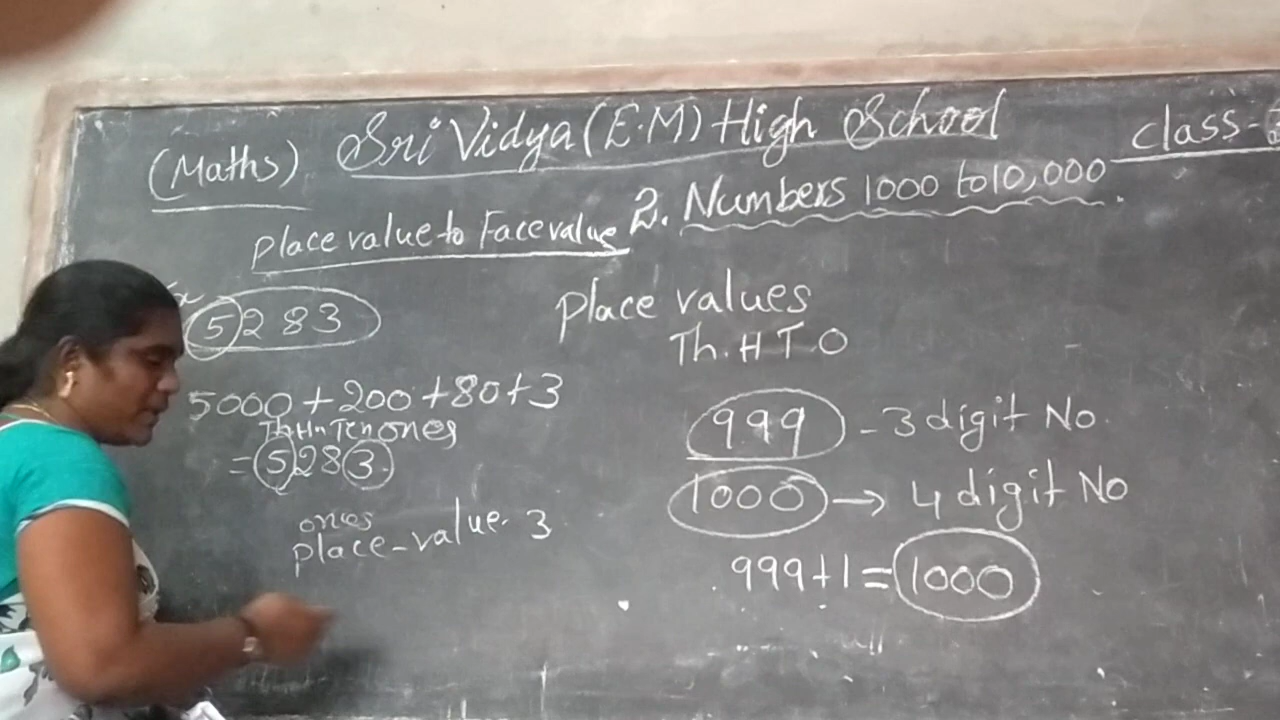 (Maths) Sri Vidya (E.M) High School
class-
2. Numbers 1000 to 10,000
Place value to Face value
5283
5000 + 200 + 80 + 3
Th Hn Ten ones
= 5283
ones
place-value. 3
Place values
Th. H T. O
999 - 3 digit No.
1000 → 4 digit No
999 + 1 = 1000